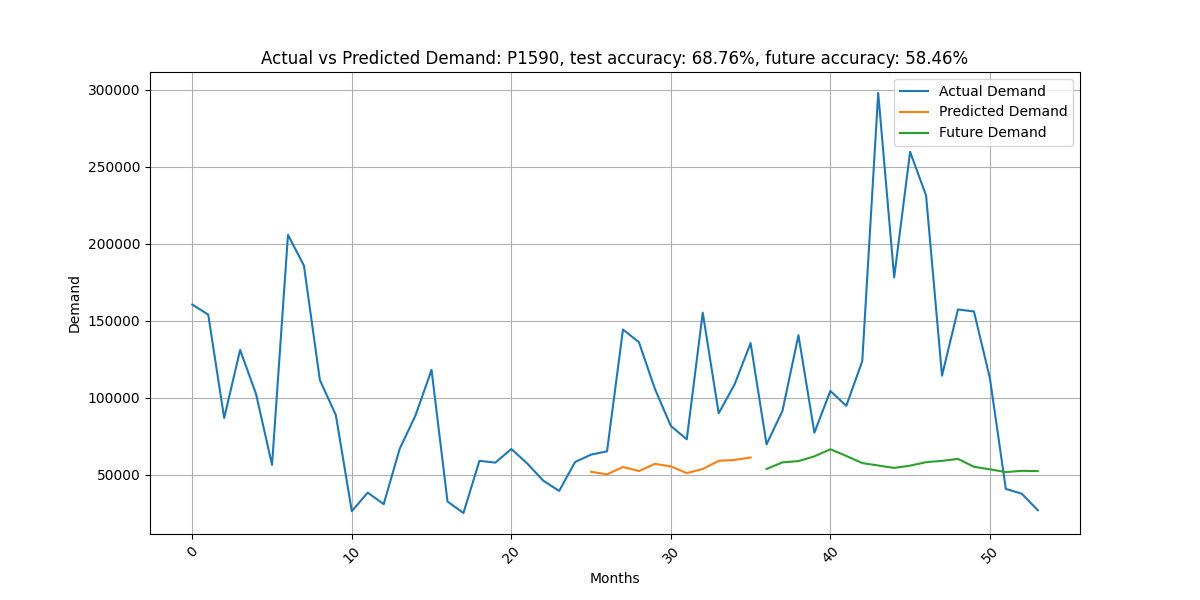 Actual vs Predicted Demand: P1590, test accuracy: 68.76%, future accuracy: 58.46%
Actual Demand
Predicted Demand
Future Demand
Demand
300000
250000
200000
150000
100000
50000
0
10
20
30
40
50
Months